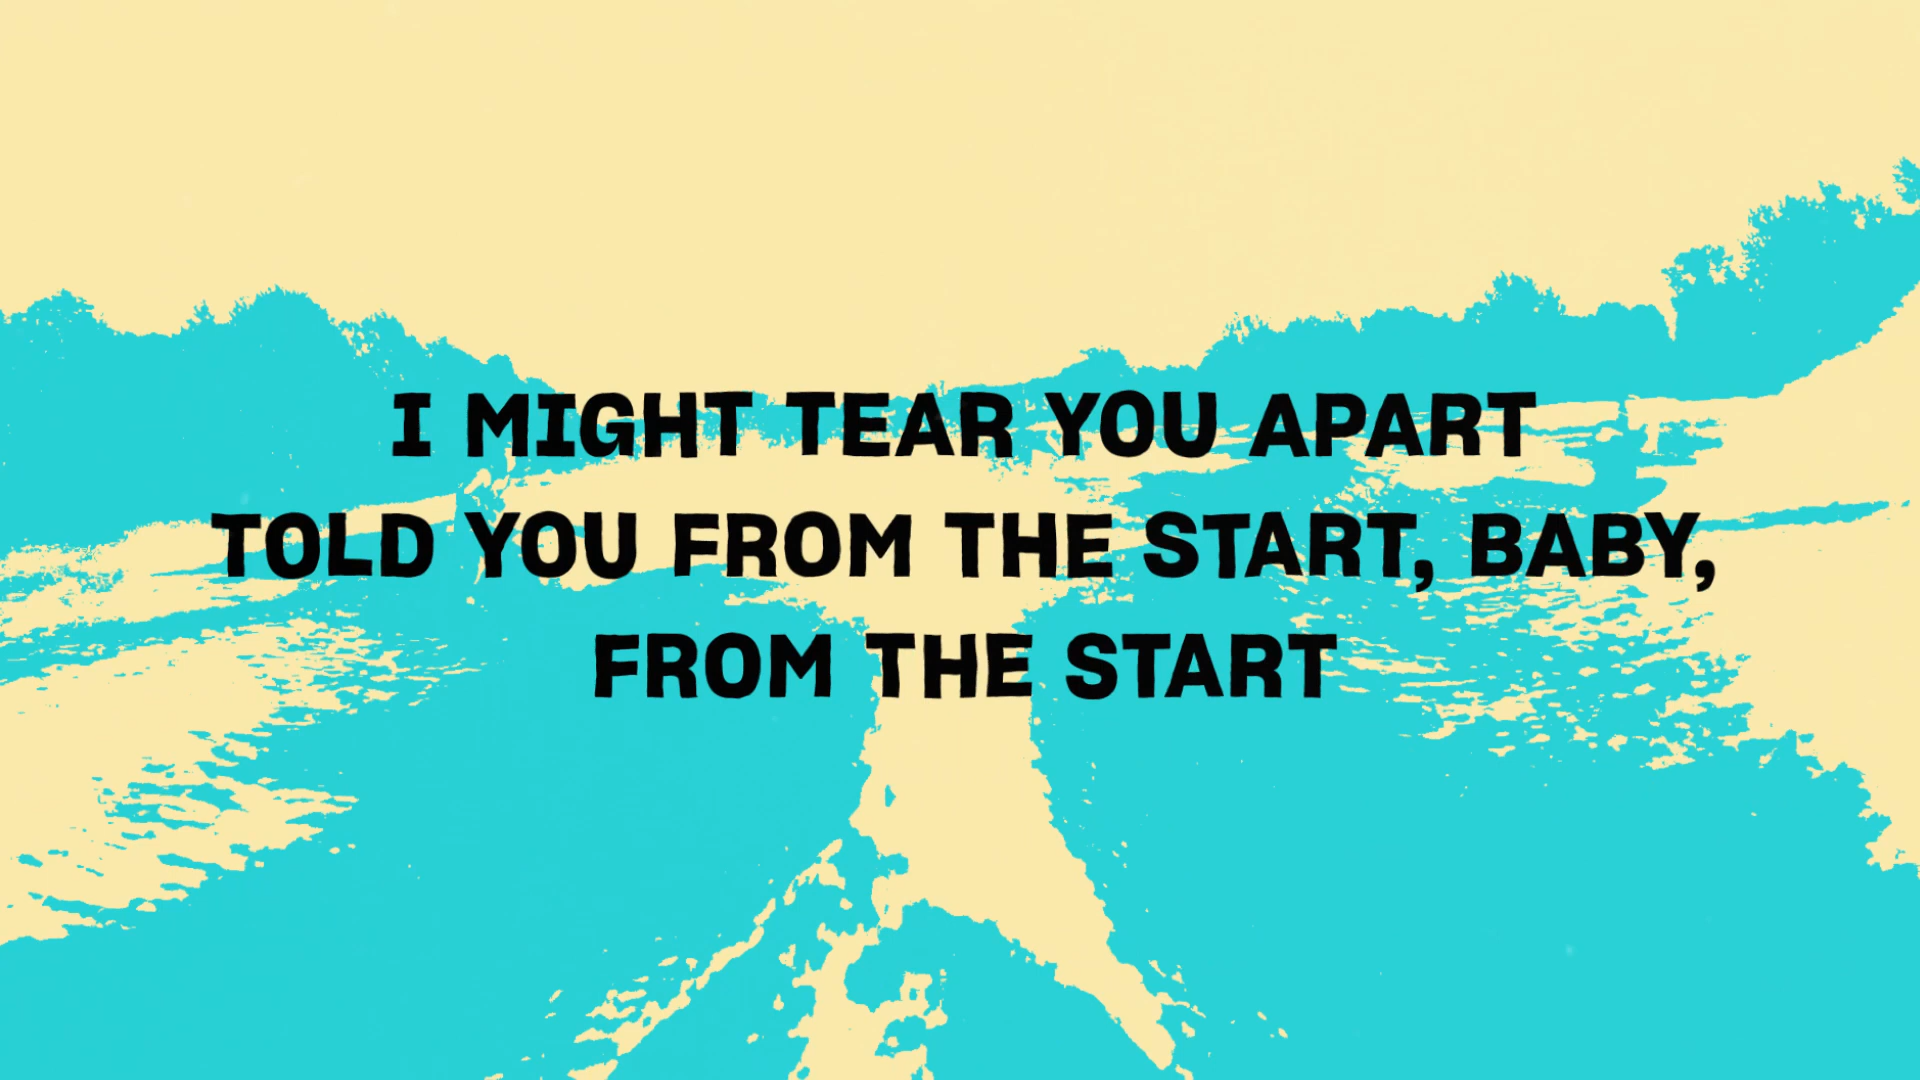 I MIGHT TEAR YOU APART
TOLD YOU FROM THE START, BABY,
FROM THE START